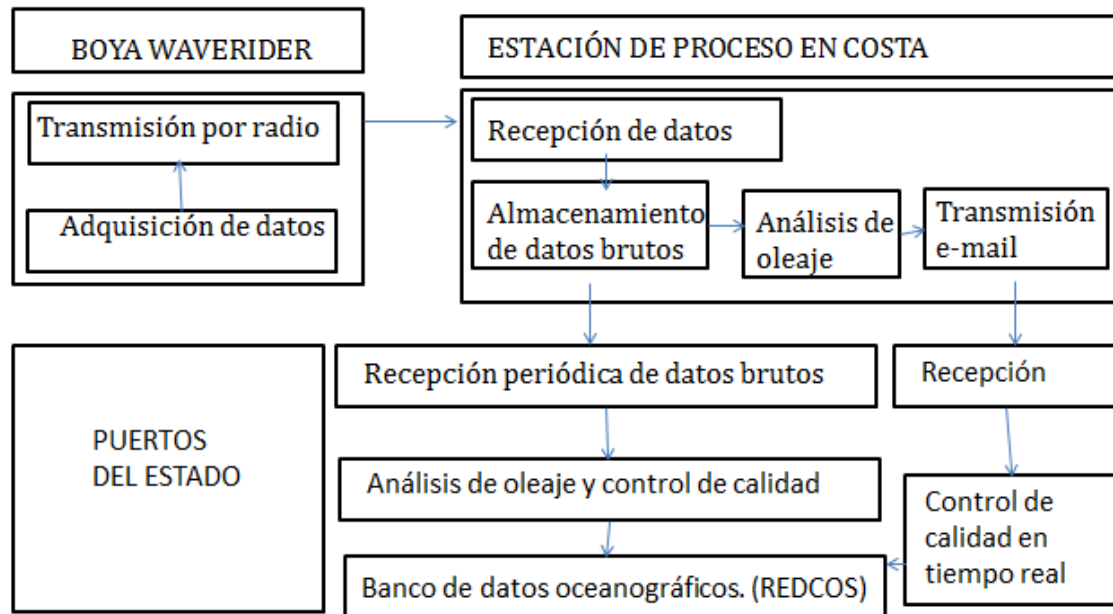 BOYA WAVERIDER
ESTACIÓN DE PROCESO EN COSTA
Transmisión por radio
Adquisición de datos
Recepción de datos
Almacenamiento
de datos brutos
Análisis de
oleaje
Transmisión
e-mail
PUERTOS
DEL ESTADO
Recepción periódica de datos brutos
Recepción
Análisis de oleaje y control de calidad
Control de
calidad en
tiempo real
Banco de datos oceanográficos. (REDCOS)